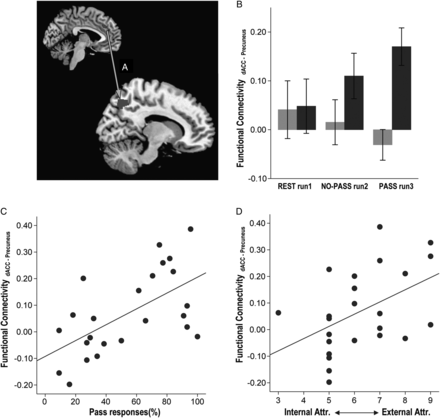 A
B
Functional Connectivity dACC - Precuneus
0.20
0.10
0.00
-0.10
REST run1 NO-PASS run2 PASS run3
C
Functional Connectivity dACC - Precuneus
0.40
0.30
0.20
0.10
0.00
-0.10
-0.20
0 20 40 60 80 100
Pass responses(%)
D
Functional Connectivity dACC - Precuneus
0.40
0.30
0.20
0.10
0.00
-0.10
-0.20
3 4 5 6 7 8 9
Internal Attr. External Attr.